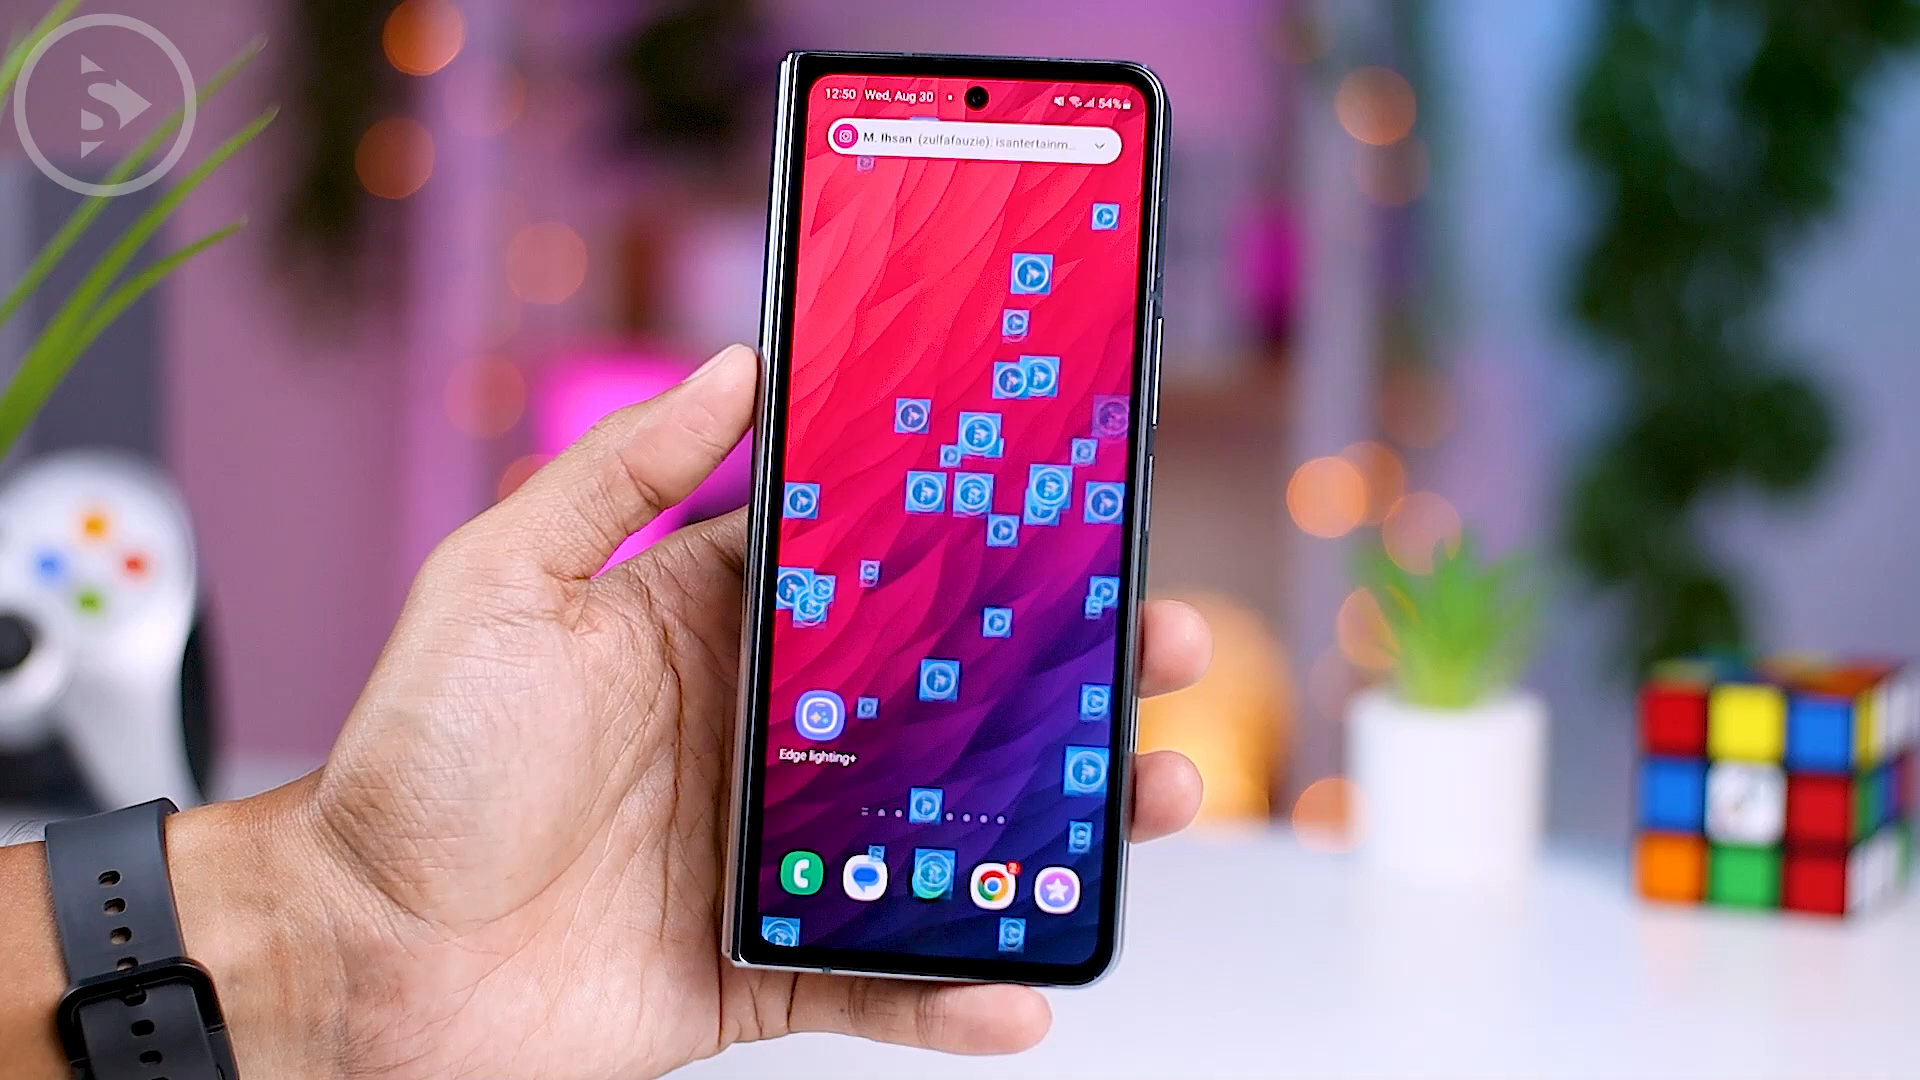 12:50 Wed, Aug 30
54%
M. Ihsan (zulfafauzie): isantertainm...
Edge lighting+